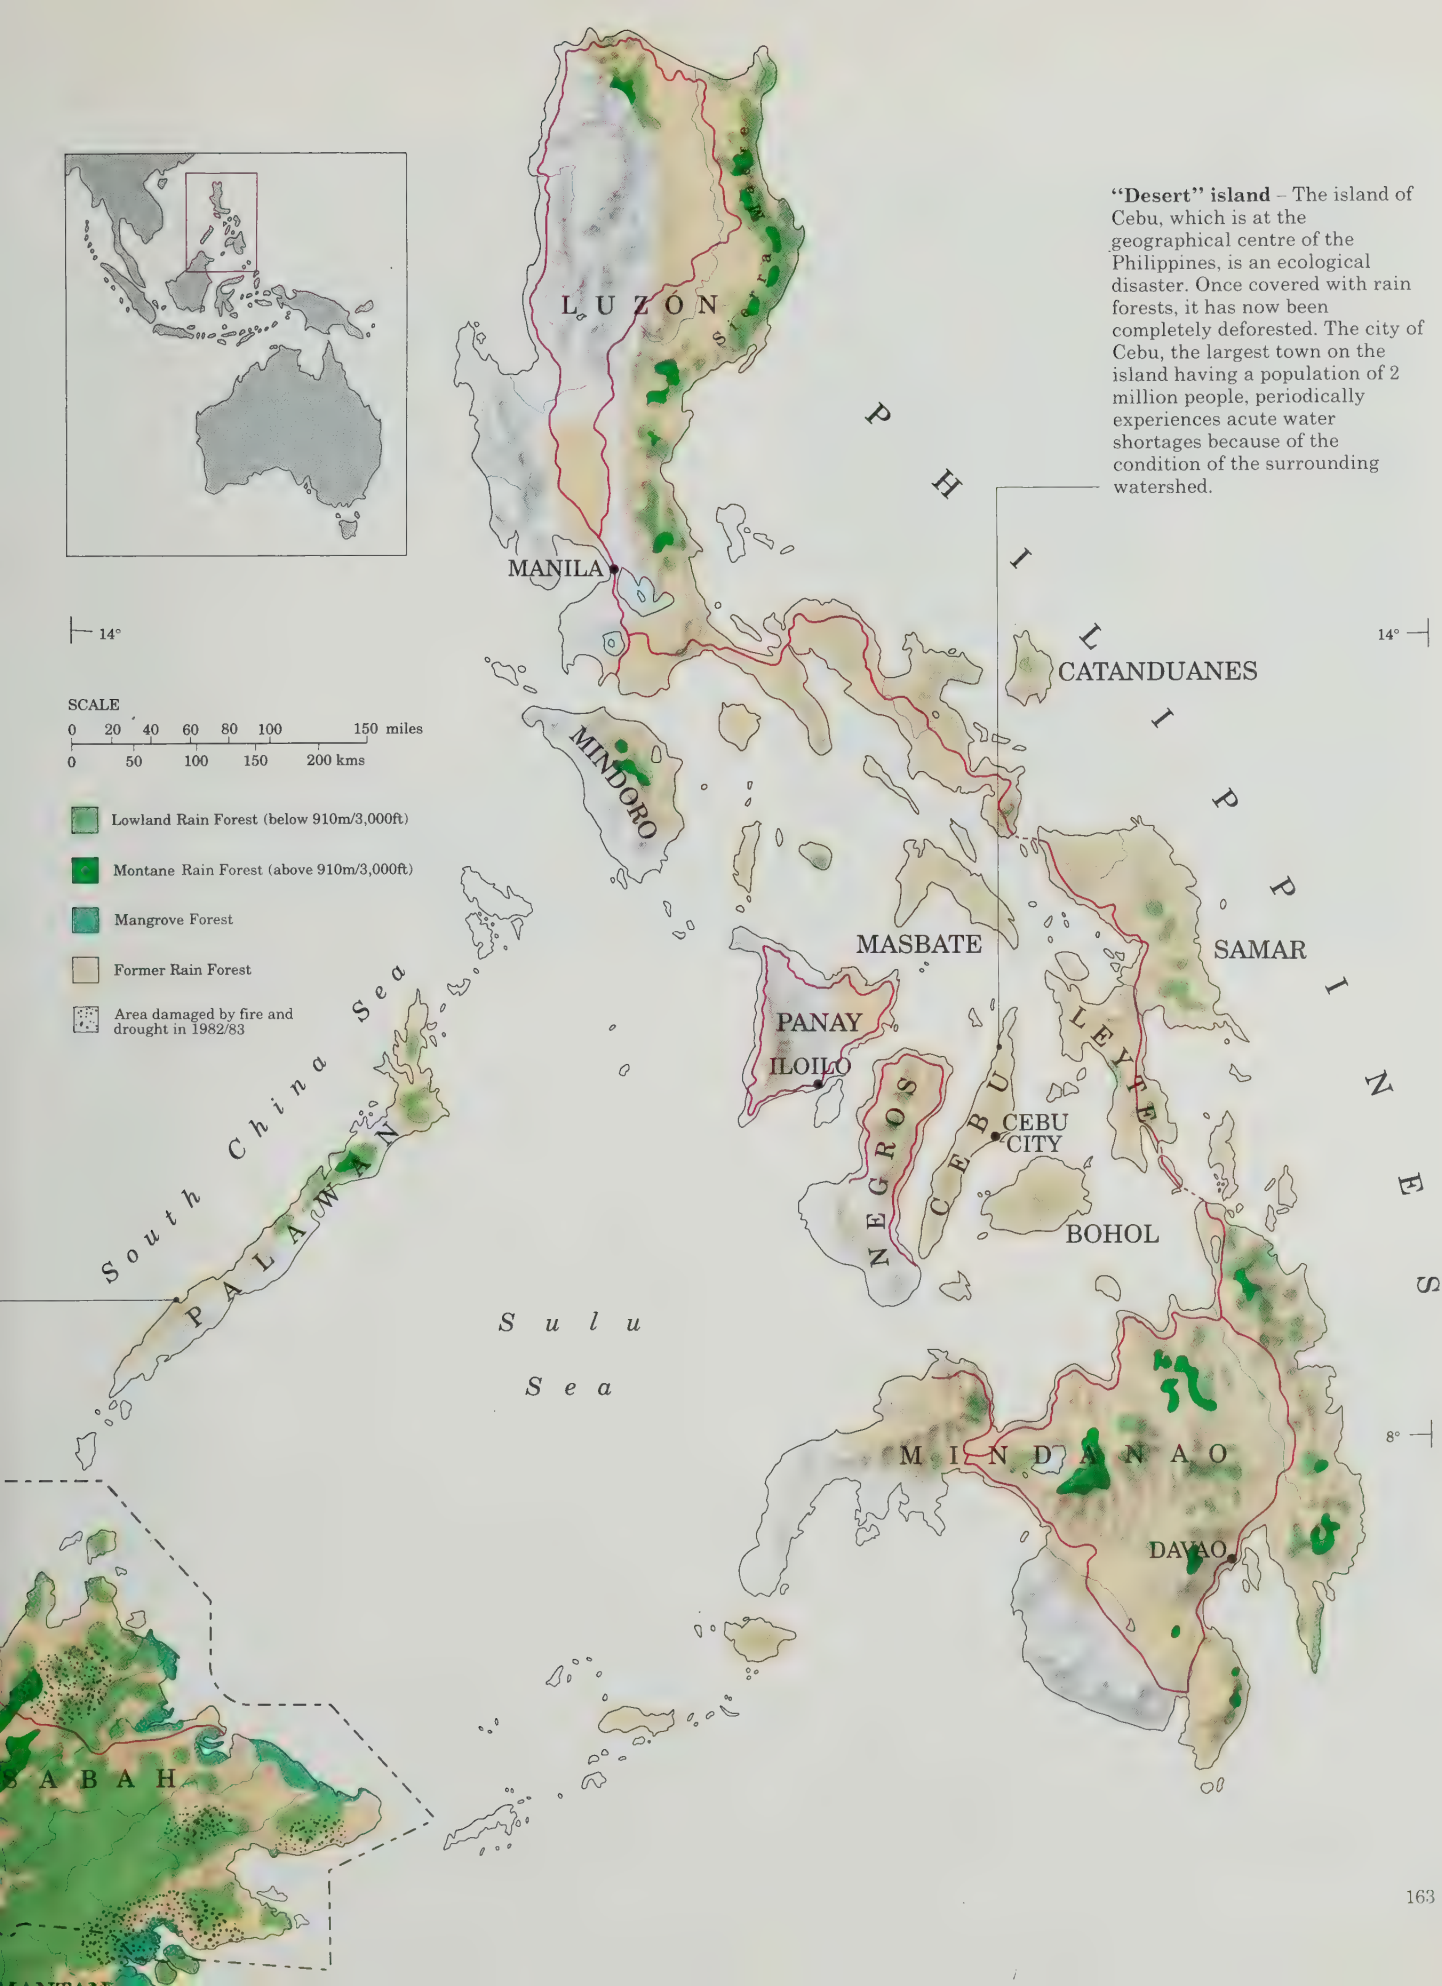 "Desert" island – The island of
Cebu, which is at the
geographical centre of the
Philippines, is an ecological
disaster. Once covered with rain
forests, it has now been
completely deforested. The city of
Cebu, the largest town on the
island having a population of 2
million people, periodically
experiences acute water
shortages because of the
condition of the surrounding
watershed.
LUZÓN
Sierra Madre
PHILIPPINES
MANILA
14°
14°
CATANDUANES
SCALE
0 20 40 60 80 100 150 miles
0 50 100 150 200 kms
MINDORO
Lowland Rain Forest (below 910m/3,000ft)
Montane Rain Forest (above 910m/3,000ft)
Mangrove Forest
Former Rain Forest
Area damaged by fire and
drought in 1982/83
MASBATE
SAMAR
South China Sea
PANAY
ILOILO
LEYTE
NEGROS
CEBU
CEBU
CITY
BOHOL
PALAWAN
Sulu
Sea
8°
MINDANAO
DAVAO
SABAH
163